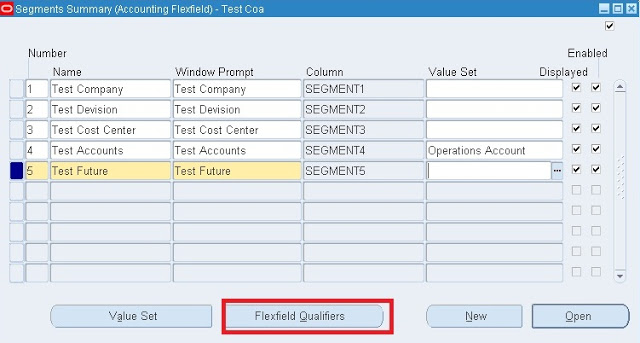 Segments Summary (Accounting Flexfield) - Test Coa
Number Enabled
Name Window Prompt Column Value Set Displayed
1 Test Company Test Company SEGMENT1
2 Test Devision Test Devision SEGMENT2
3 Test Cost Center Test Cost Center SEGMENT3
4 Test Accounts Test Accounts SEGMENT4 Operations Account
5 Test Future Test Future SEGMENT5 ...
Value Set Flexfield Qualifiers New Open